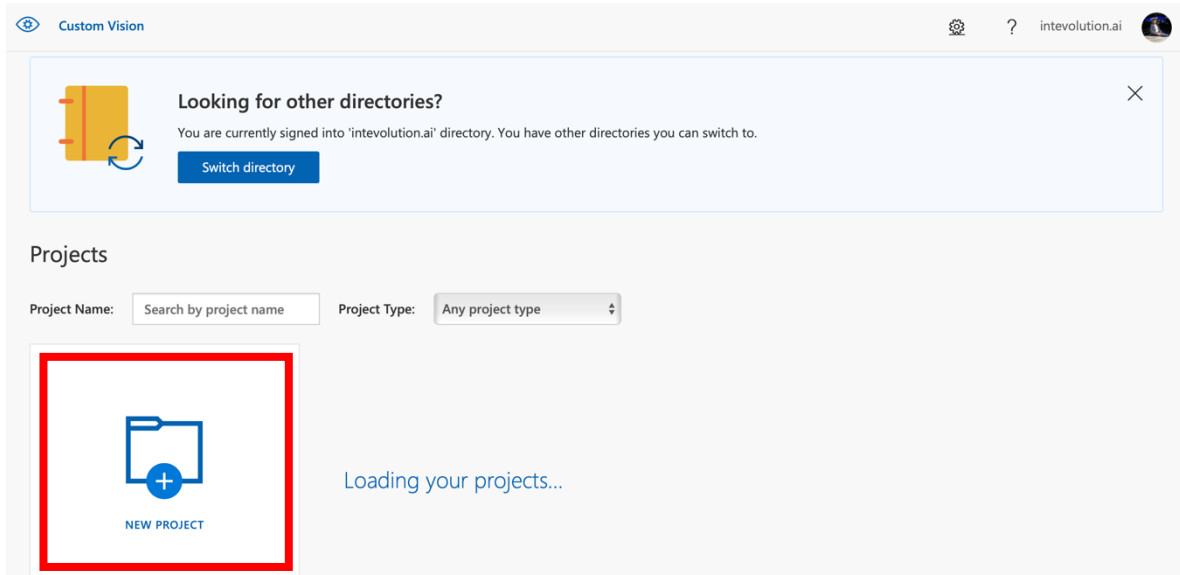 Custom Vision
? intevolution.ai
Looking for other directories?
You are currently signed into 'intevolution.ai' directory. You have other directories you can switch to.
Switch directory
Projects
Project Name: Search by project name Project Type: Any project type
Loading your projects...
NEW PROJECT